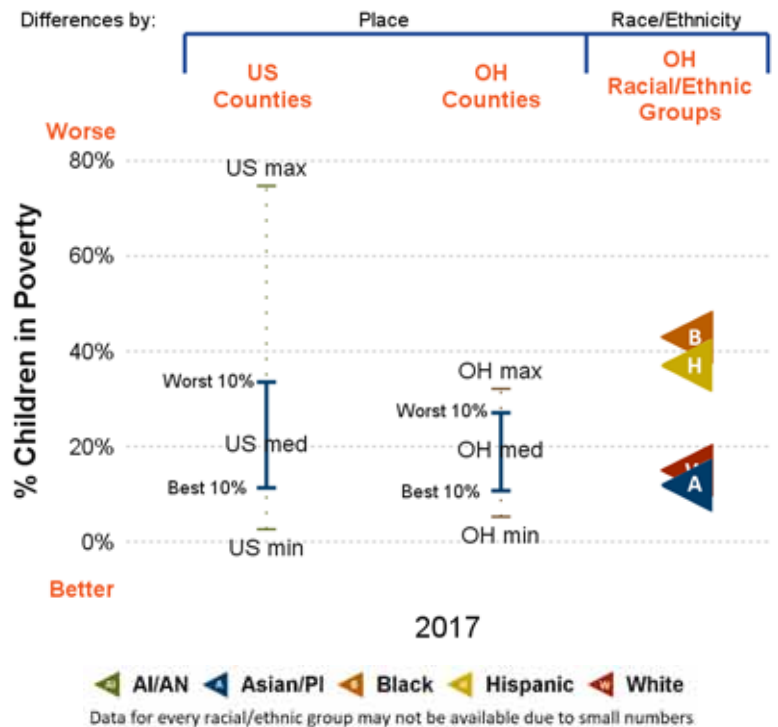 Differences by: Place Race/Ethnicity
US Counties
OH Counties
OH Racial/Ethnic Groups
Worse
80%
US max
60%
B
40%
H
OH max
Worst 10%
Worst 10%
% Children in Poverty
20%
US med
OH med
A
Best 10%
Best 10%
0%
US min
OH min
Better
2017
AI/AN Asian/PI Black Hispanic White
Data for every racial/ethnic group may not be available due to small numbers